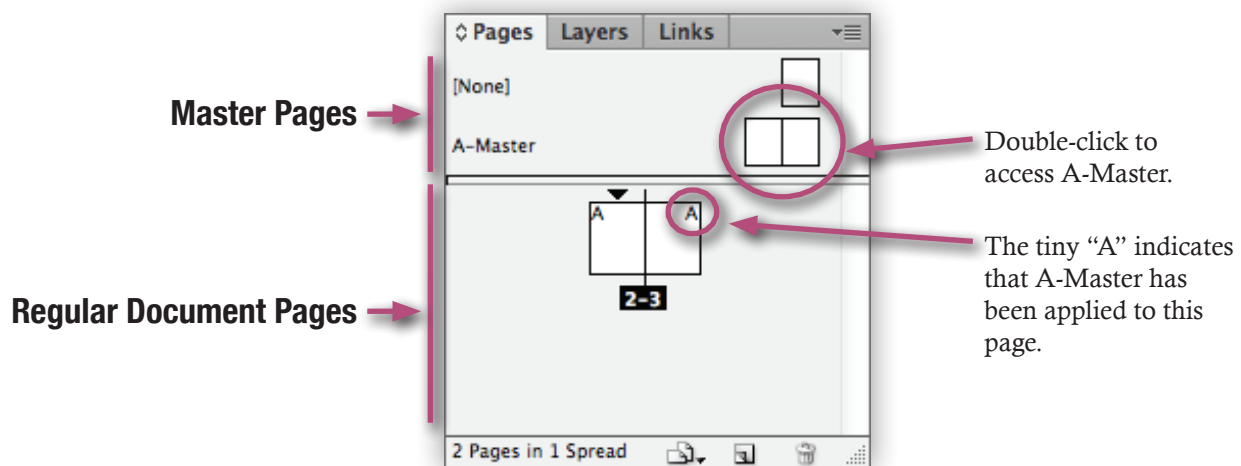 Pages Layers Links
[None]
Master Pages
A-Master
Double-click to
access A-Master.
A A
The tiny “A” indicates
that A-Master has
been applied to this
page.
2-3
Regular Document Pages
2 Pages in 1 Spread